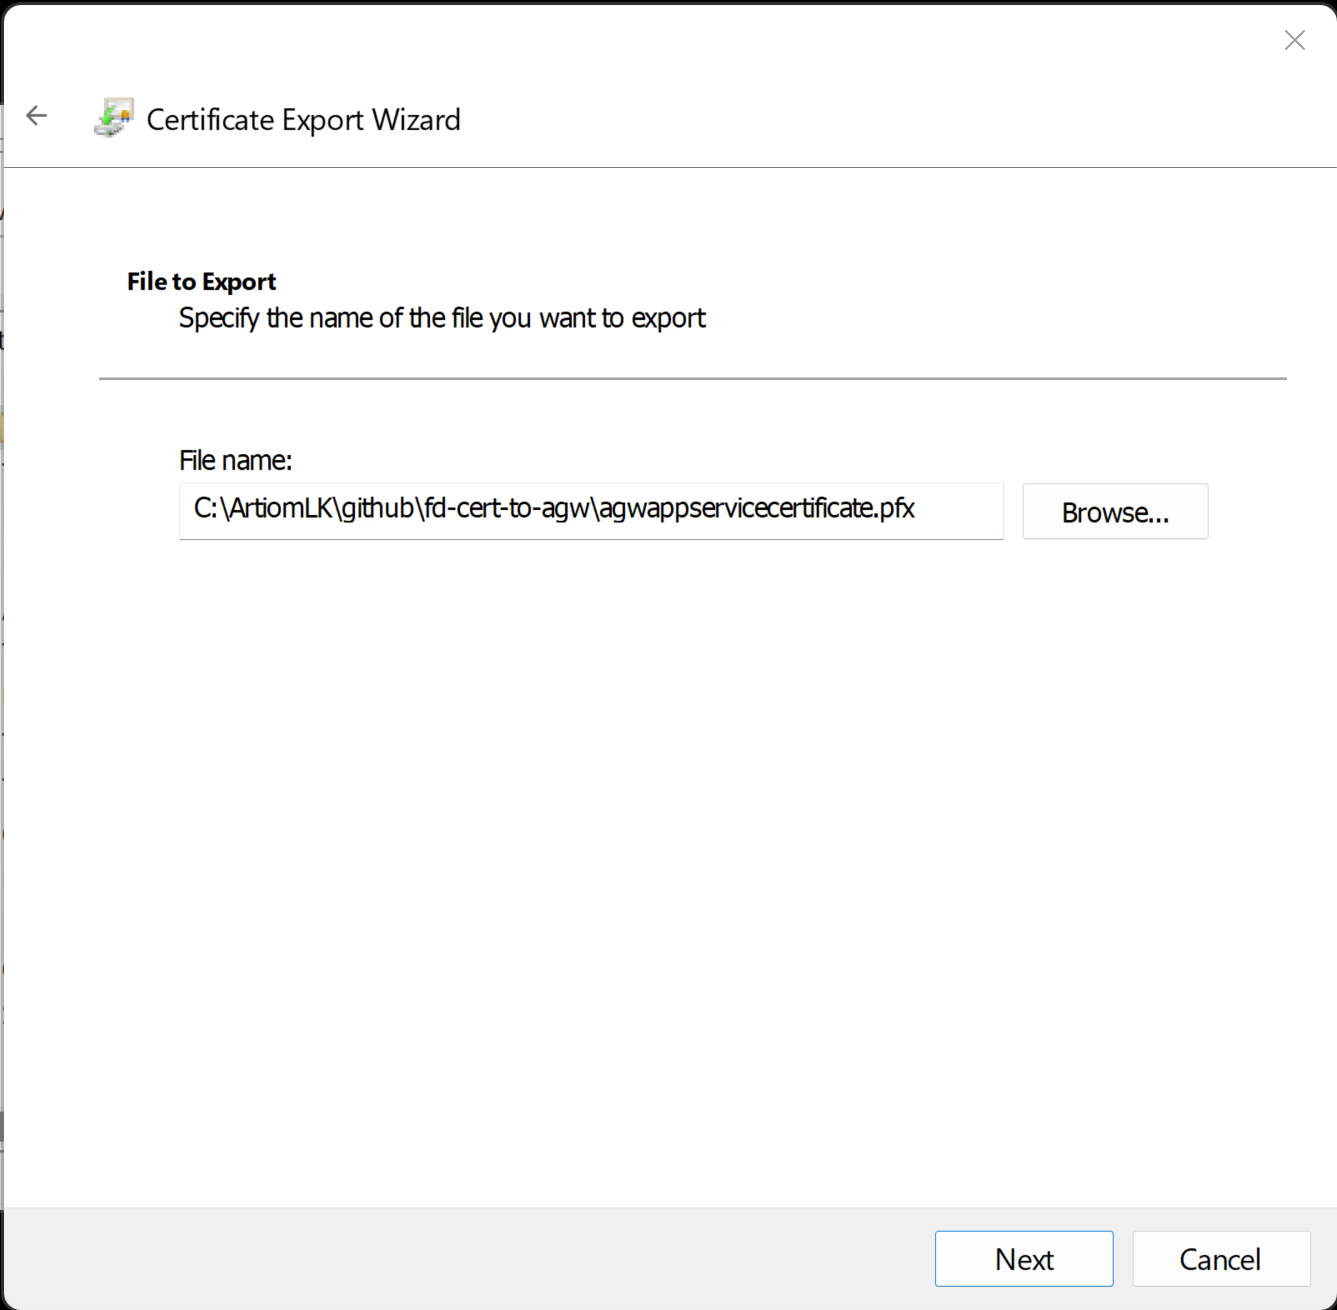 Certificate Export Wizard
File to Export
Specify the name of the file you want to export
File name:
C:\ArtiomLK\github\fd-cert-to-agw\agwappservicecertificate.pfx
Browse...
Next
Cancel